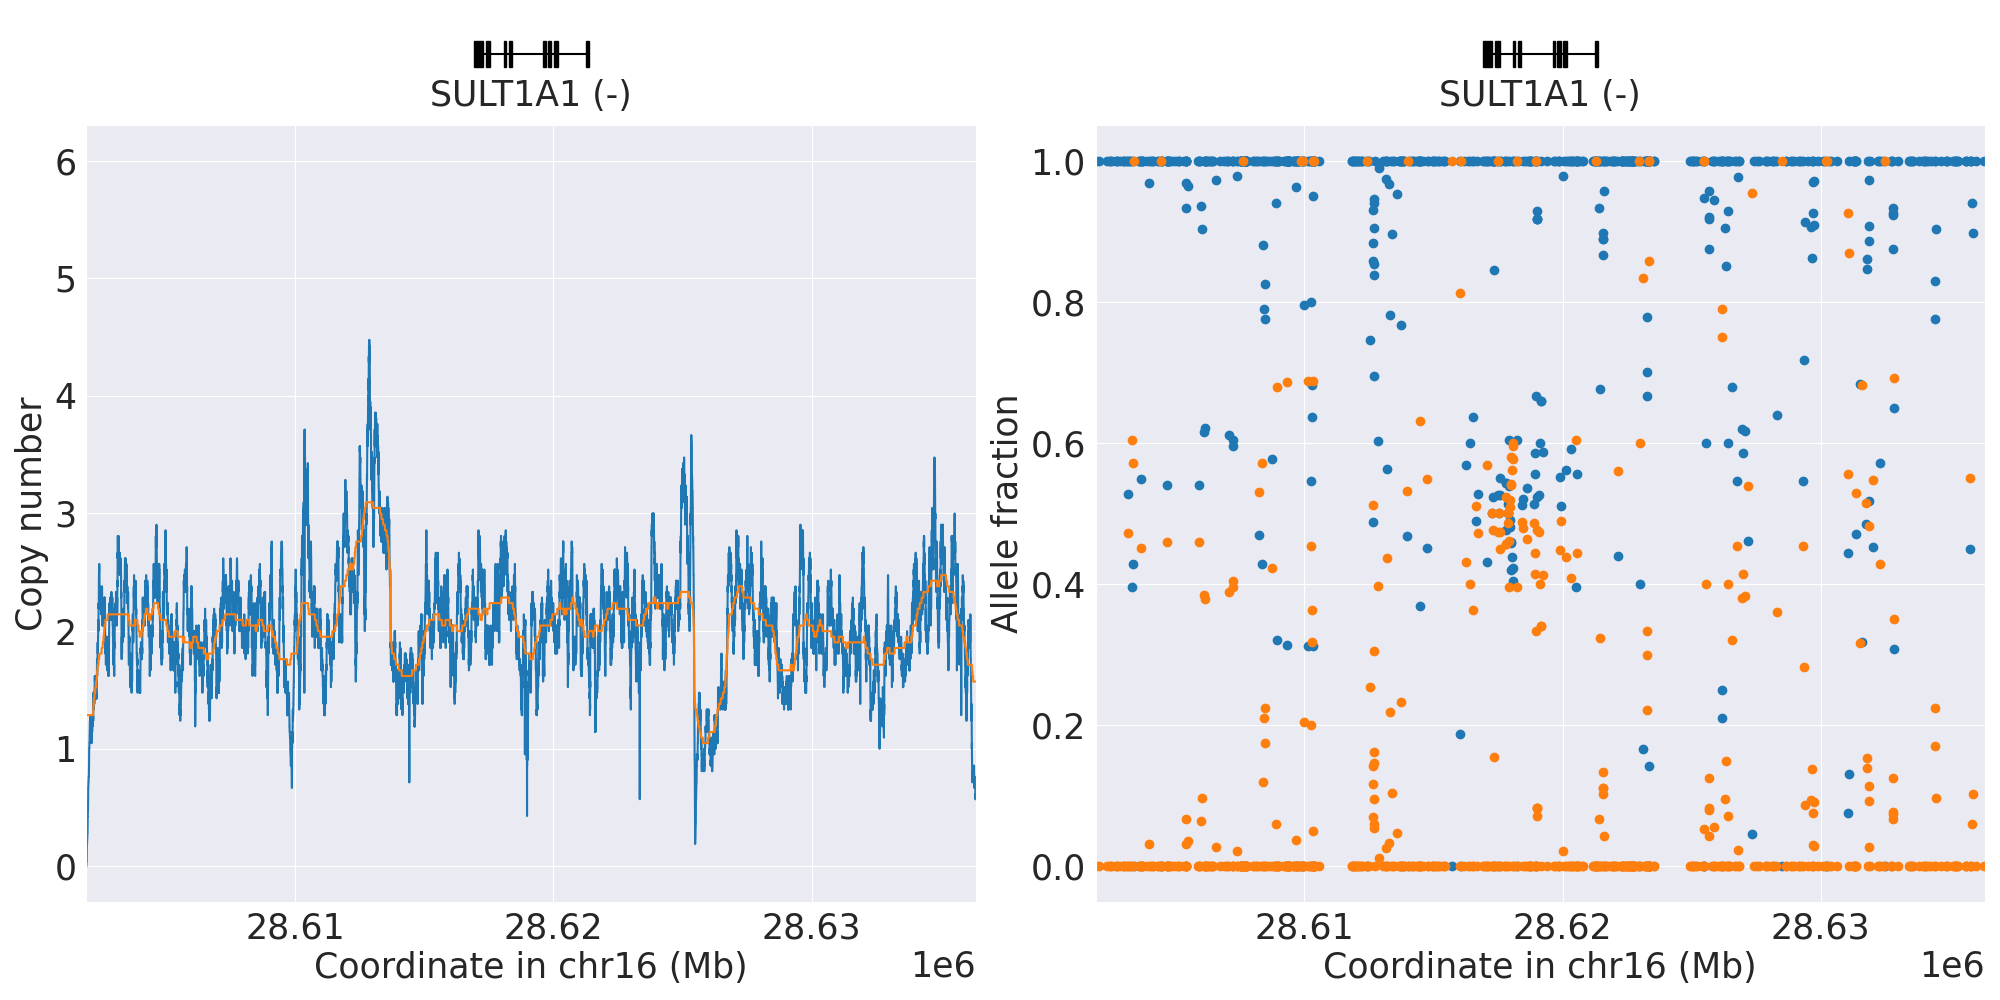 SULT1A1 (-)
Copy number
6
5
4
3
2
1
0
28.61
28.62
28.63
Coordinate in chr16 (Mb)
1e6
SULT1A1 (-)
Allele fraction
1.0
0.8
0.6
0.4
0.2
0.0
28.61
28.62
28.63
Coordinate in chr16 (Mb)
1e6